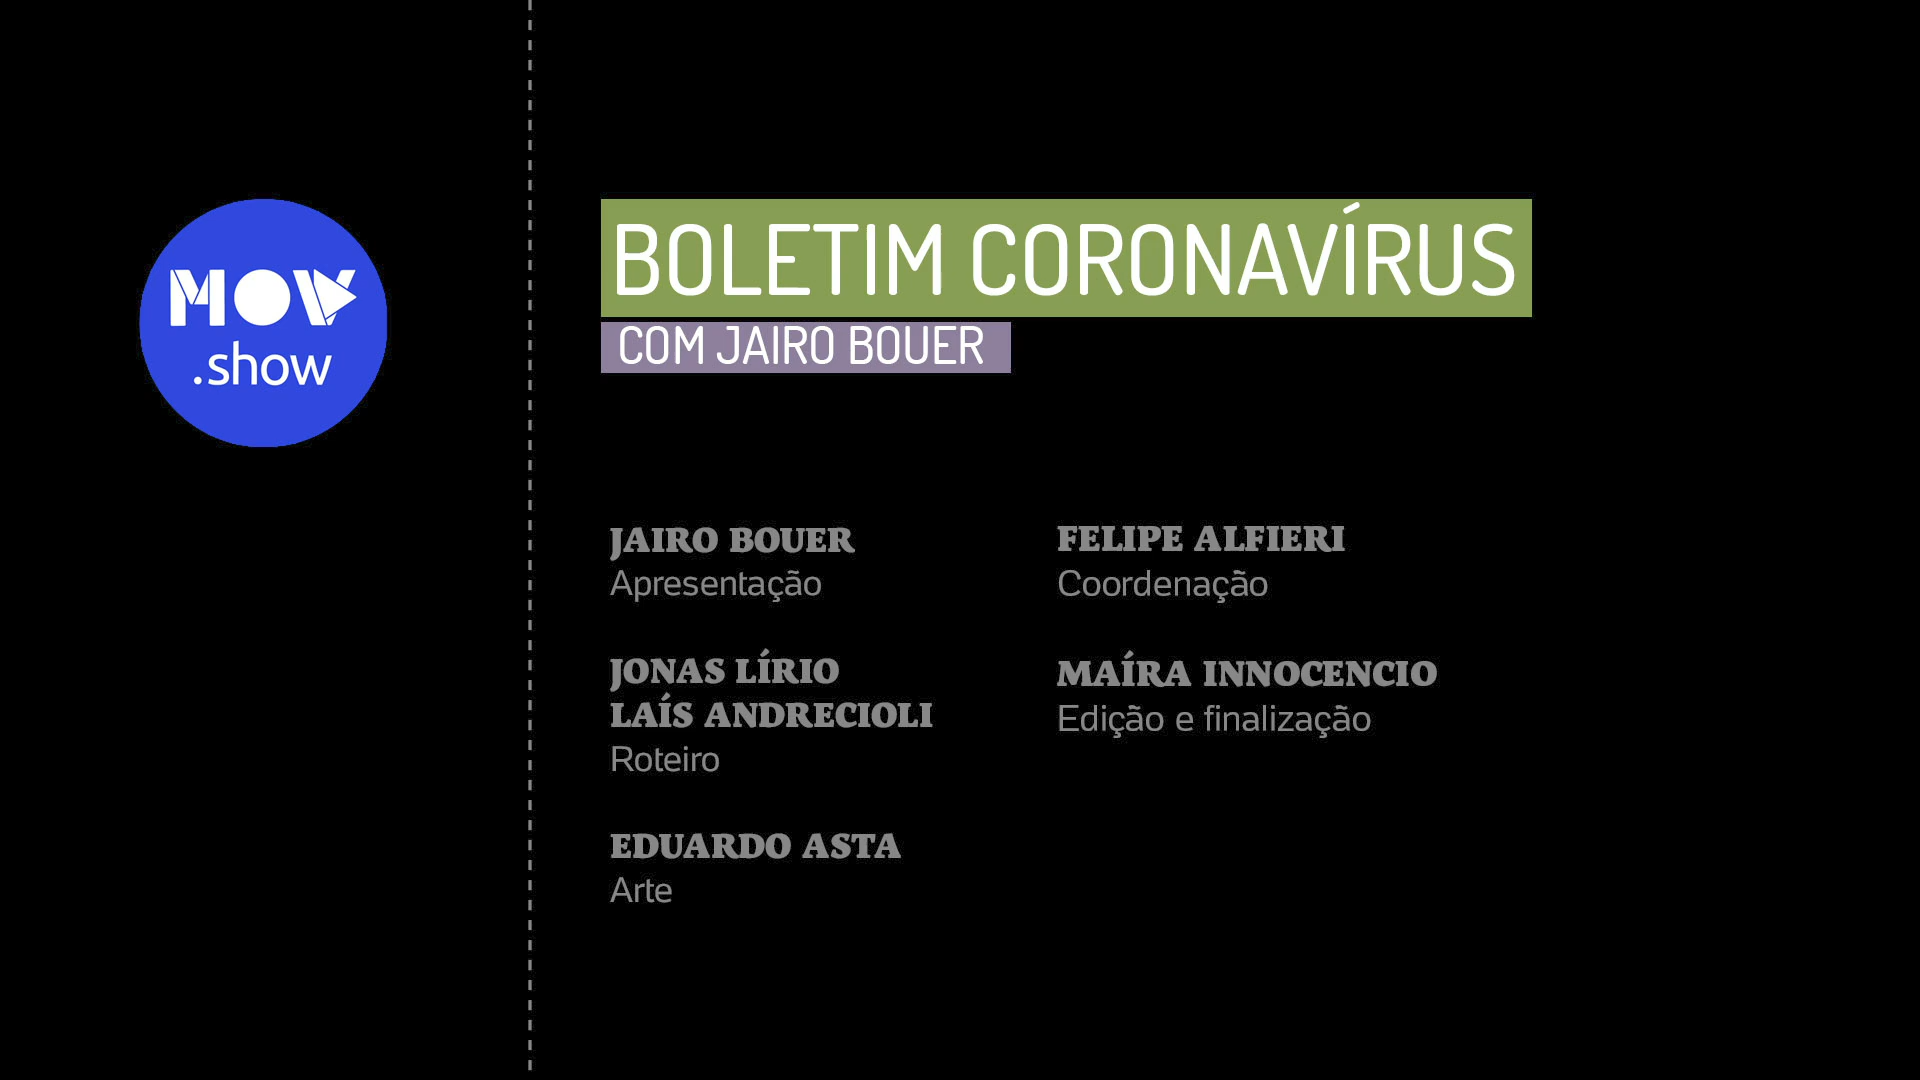 MOV
.show
BOLETIM CORONAVÍRUS
COM JAIRO BOUER
JAIRO BOUER
Apresentação
JONAS LÍRIO
LAÍS ANDRECIOLI
Roteiro
EDUARDO ASTA
Arte
FELIPE ALFIERI
Coordenação
MAÍRA INNOCENCIO
Edição e finalização